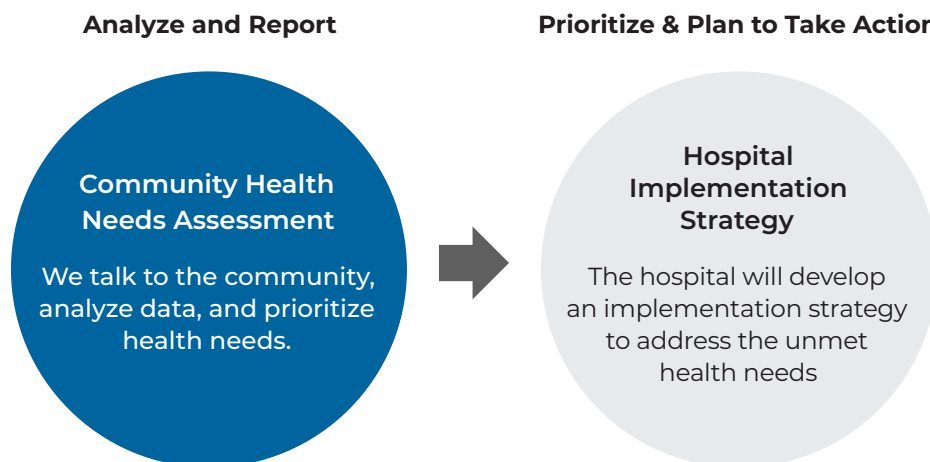 Analyze and Report
Prioritize & Plan to Take Action
Community Health
Needs Assessment
We talk to the community,
analyze data, and prioritize
health needs.
Hospital
Implementation
Strategy
The hospital will develop
an implementation strategy
to address the unmet
health needs